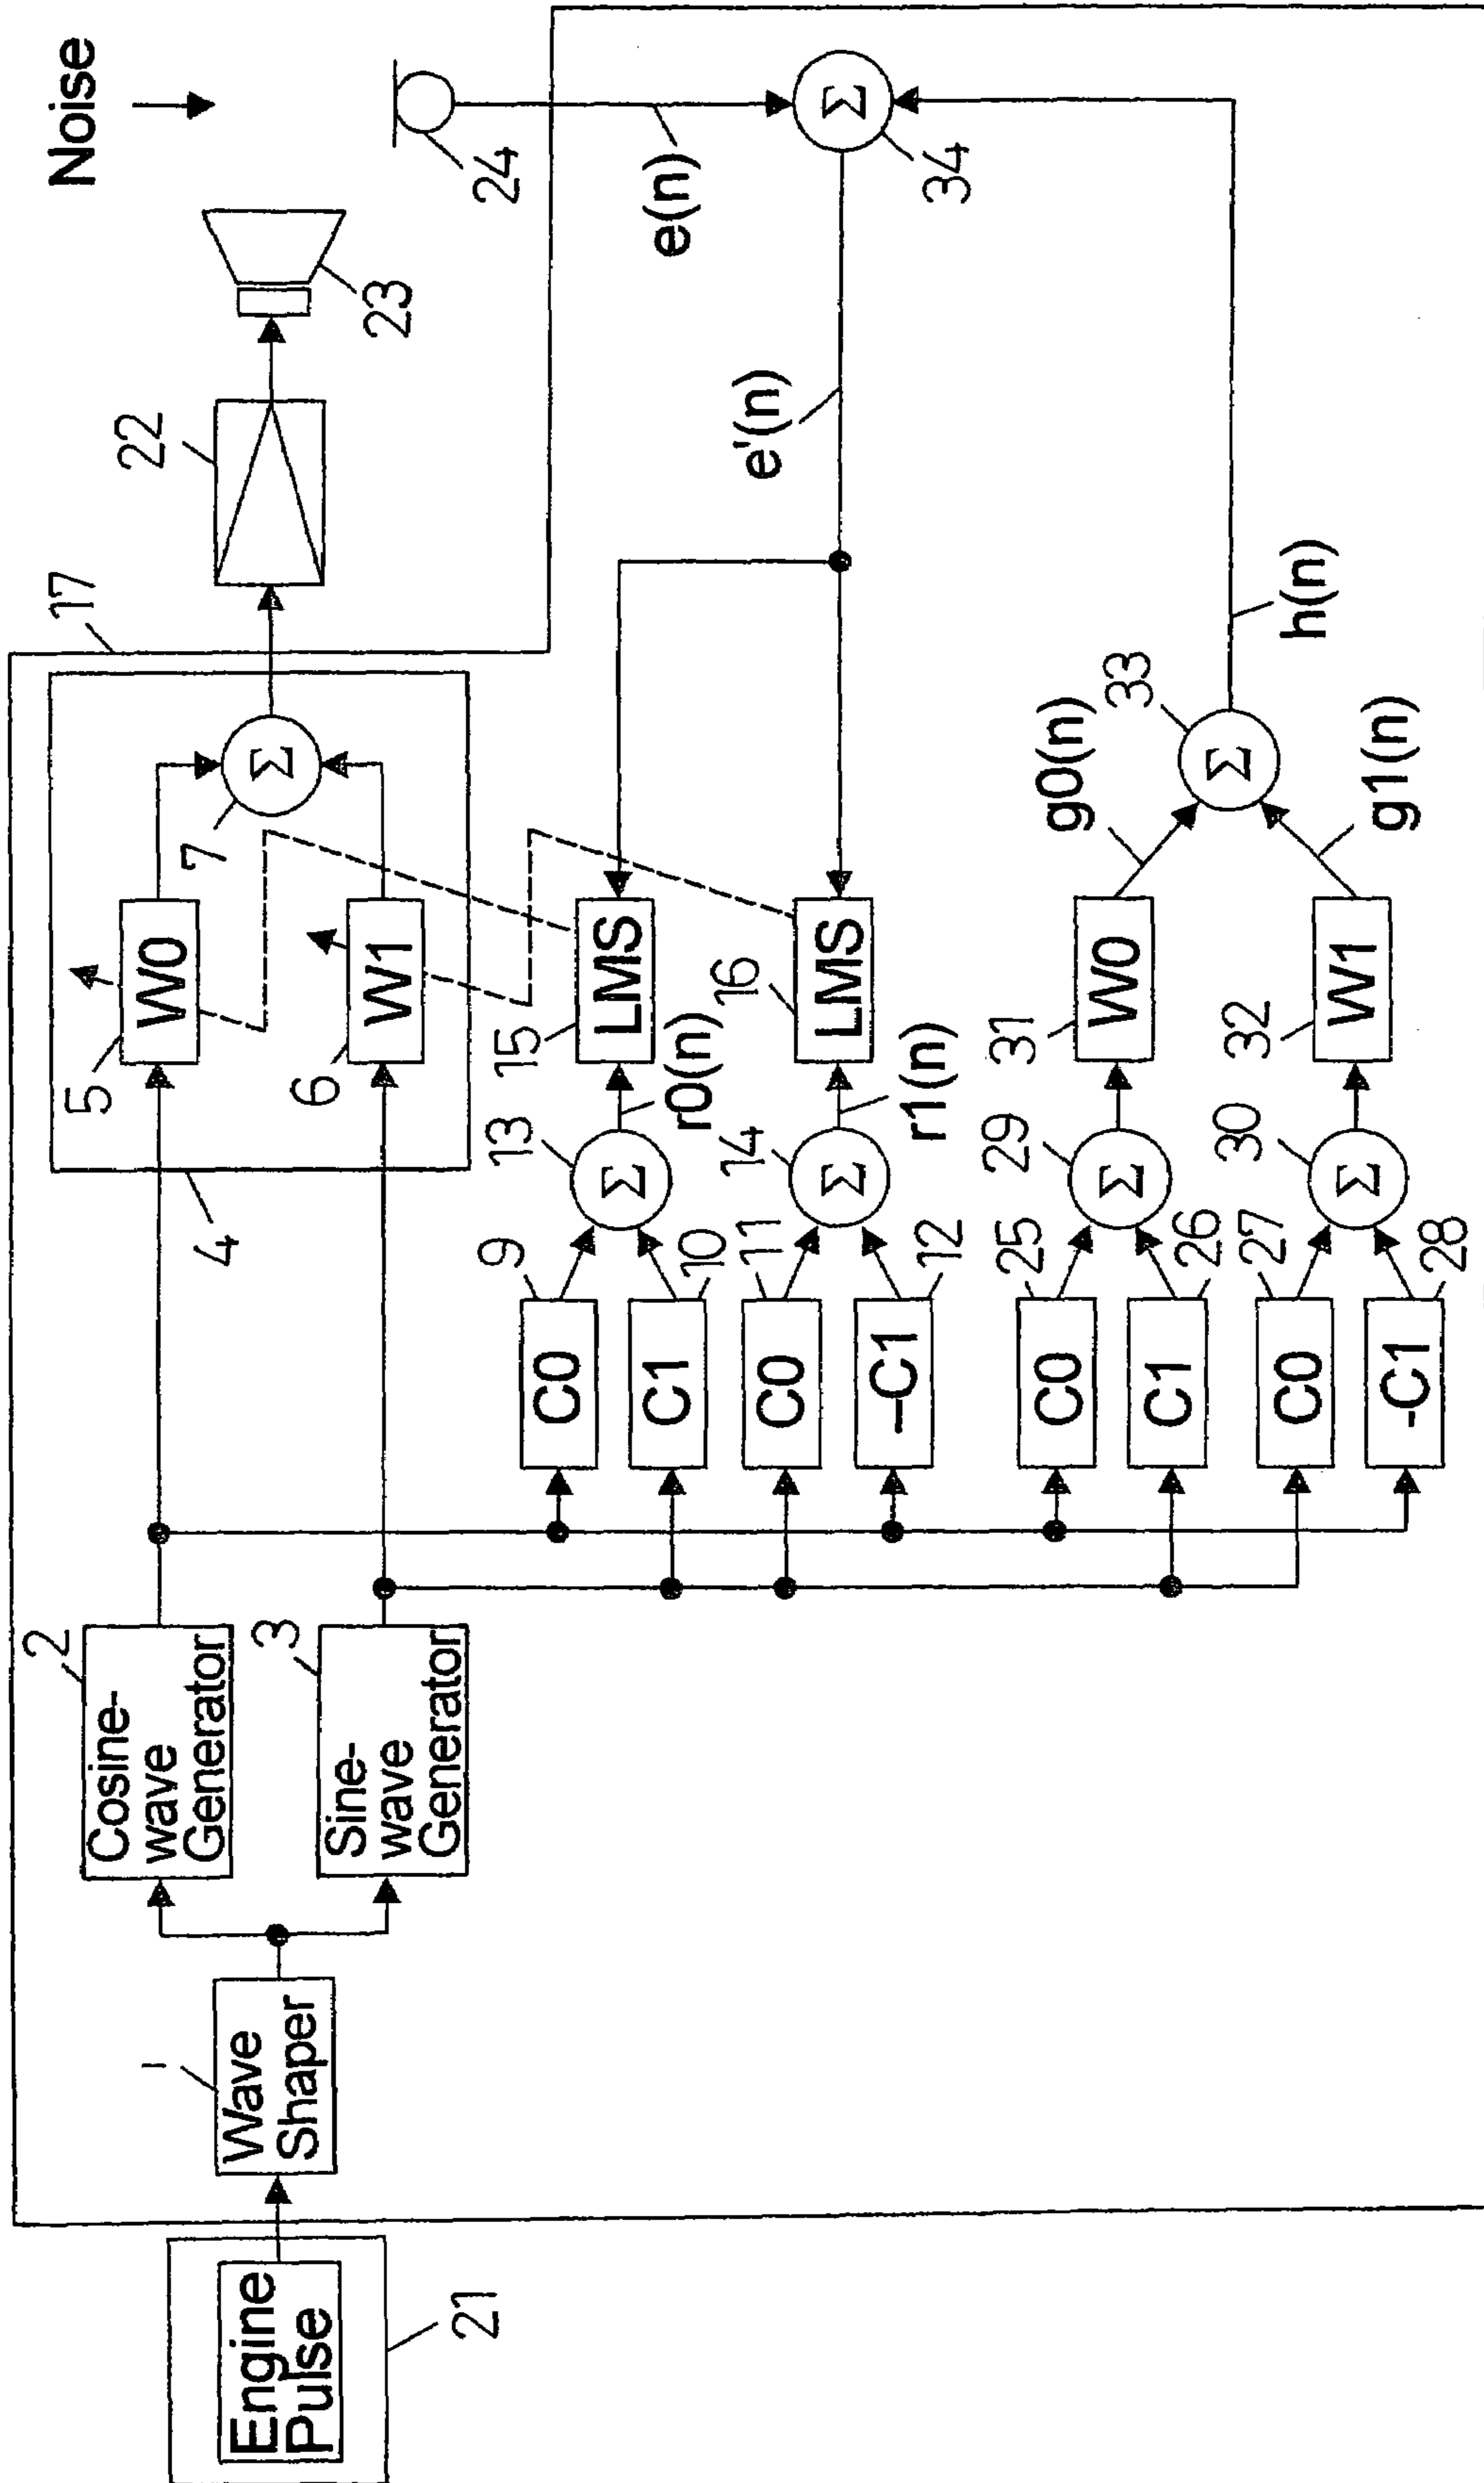 Engine
Pulse
21
Wave
Shaper
1
Cosine-
wave
Generator
2
Sine-
wave
Generator
3
4
5
W0
6
W1
7
Σ
17
22
23
Noise
24
e(n)
Σ
34
e'(n)
9
C0
C1
10
11
C0
–C1
12
13
Σ
r0(n)
14
Σ
r1(n)
15
LMS
16
LMS
25
C0
C1
26
27
C0
-C1
28
29
Σ
30
Σ
31
W0
32
W1
g0(n)
g1(n)
33
Σ
h(n)